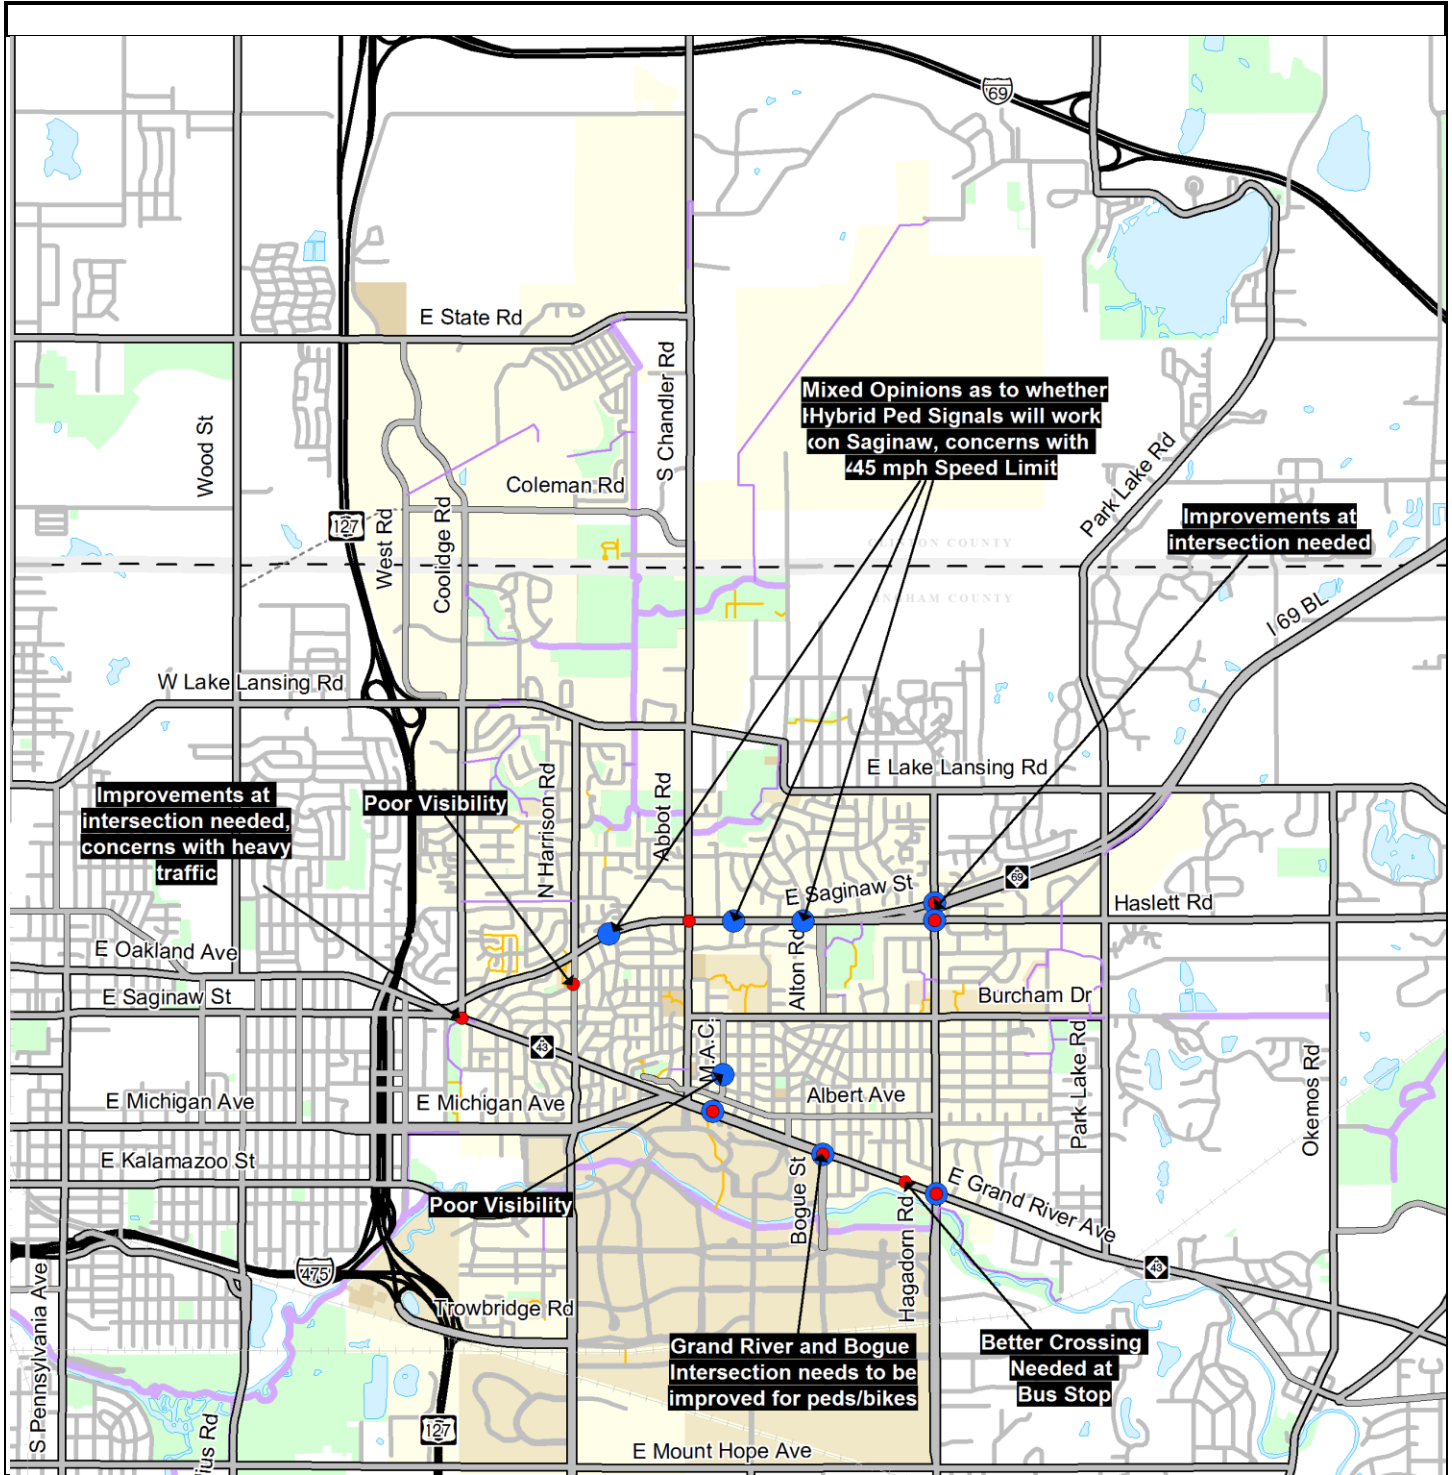 69
E State Rd
S Chandler Rd
Mixed Opinions as to whether
Hybrid Ped Signals will work
on Saginaw, concerns with
45 mph Speed Limit
Wood St
Park Lake Rd
Coleman Rd
Improvements at
intersection needed
127
West Rd
Coolidge Rd
CLINTON COUNTY
INGHAM COUNTY
I 69 BL
W Lake Lansing Rd
E Lake Lansing Rd
Improvements at
intersection needed,
concerns with heavy
traffic
Poor Visibility
N Harrison Rd
Abbot Rd
E Saginaw St
69
Haslett Rd
E Oakland Ave
Alton Rd
E Saginaw St
Burcham Dr
43
M.A.C.
Park Lake Rd
Okemos Rd
E Michigan Ave
E Michigan Ave
Albert Ave
E Kalamazoo St
Poor Visibility
Bogue St
Hagadorn Rd
E Grand River Ave
43
475
S Pennsylvania Ave
Trowbridge Rd
Grand River and Bogue
Intersection needs to be
improved for peds/bikes
Better Crossing
Needed at
Bus Stop
127
ius Rd
E Mount Hope Ave